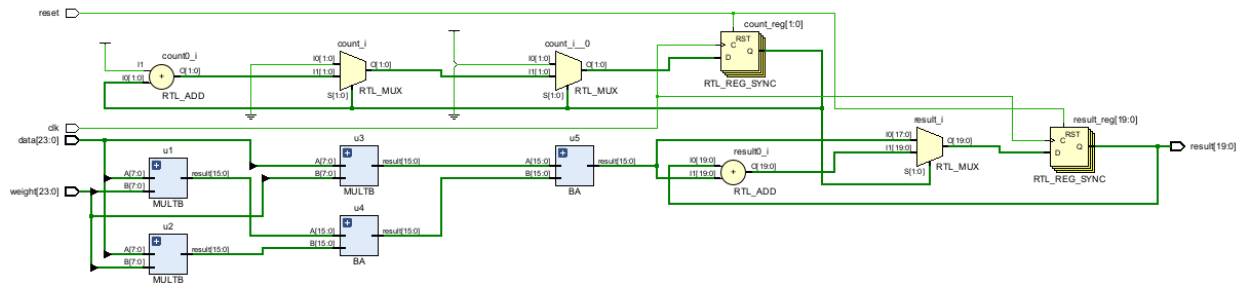 reset
count_reg[1:0]
RST
C
Q
D
RTL_REG_SYNC
count0_i
I1
I0[1:0]
O[1:0]
+
RTL_ADD
count_i
I0[1:0]
I1[1:0]
O[1:0]
S[1:0]
RTL_MUX
count_i__0
I0[1:0]
I1[1:0]
O[1:0]
S[1:0]
RTL_MUX
clk
data[23:0]
weight[23:0]
u1
A[7:0]
B[7:0]
result[15:0]
MULTB
u2
A[7:0]
B[7:0]
result[15:0]
MULTB
u3
A[7:0]
B[7:0]
result[15:0]
MULTB
u4
A[15:0]
B[15:0]
result[15:0]
BA
u5
A[15:0]
B[15:0]
result[15:0]
BA
result0_i
I0[19:0]
I1[19:0]
O[19:0]
+
RTL_ADD
result_i
I0[17:0]
I1[19:0]
O[19:0]
S[1:0]
RTL_MUX
result_reg[19:0]
RST
C
Q
D
RTL_REG_SYNC
result[19:0]